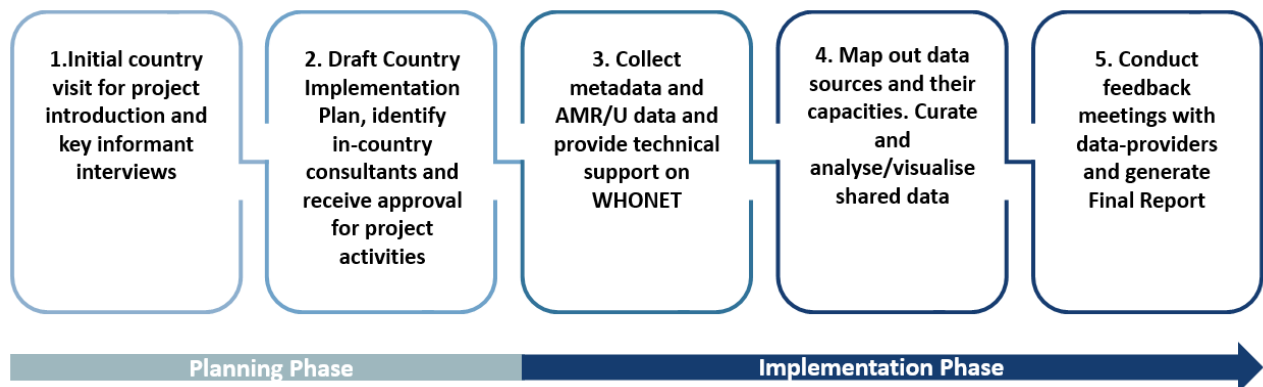 1.Initial country
visit for project
introduction and
key informant
interviews
2. Draft Country
Implementation
Plan, identify
in-country
consultants and
receive approval
for project
activities
3. Collect
metadata and
AMR/U data and
provide technical
support on
WHONET
4. Map out data
sources and their
capacities. Curate
and
analyse/visualise
shared data
5. Conduct
feedback
meetings with
data-providers
and generate
Final Report
Planning Phase
Implementation Phase